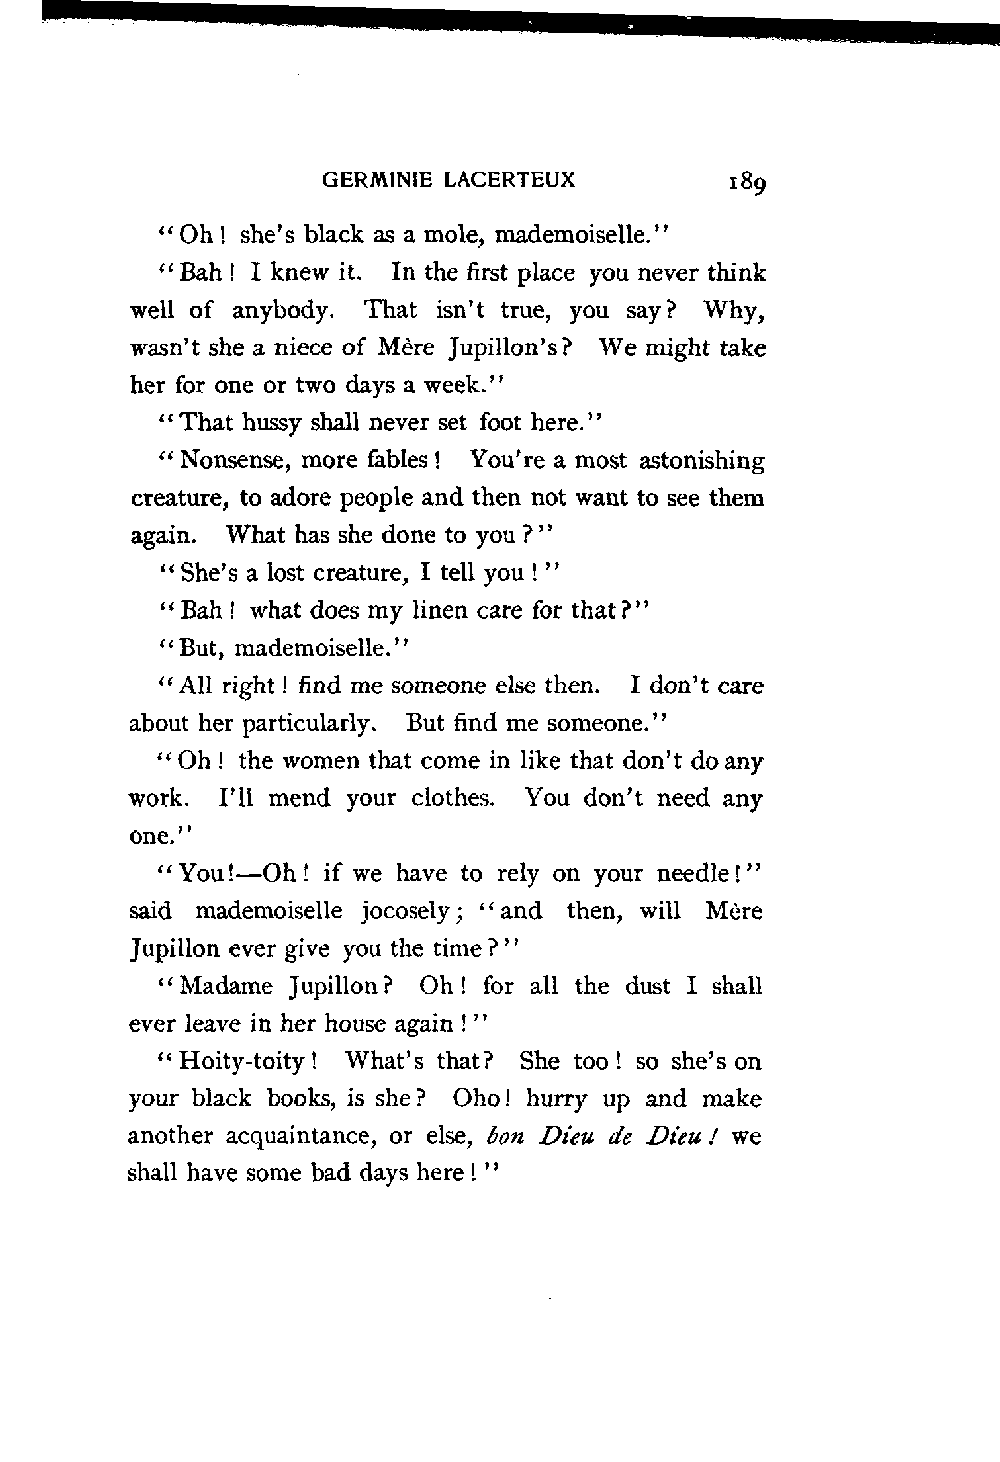 GERMINIE LACERTEUX 189
"Oh! she's black as a mole, mademoiselle."
"Bah! I knew it. In the first place you never think
well of anybody. That isn't true, you say? Why,
wasn't she a niece of Mère Jupillon's? We might take
her for one or two days a week."
"That hussy shall never set foot here."
"Nonsense, more fables! You're a most astonishing
creature, to adore people and then not want to see them
again. What has she done to you?"
"She's a lost creature, I tell you!"
"Bah! what does my linen care for that?"
"But, mademoiselle."
"All right! find me someone else then. I don't care
about her particularly. But find me someone."
"Oh! the women that come in like that don't do any
work. I'll mend your clothes. You don't need any
one."
"You!—Oh! if we have to rely on your needle!"
said mademoiselle jocosely; "and then, will Mère
Jupillon ever give you the time?"
"Madame Jupillon? Oh! for all the dust I shall
ever leave in her house again!"
"Hoity-toity! What's that? She too! so she's on
your black books, is she? Oho! hurry up and make
another acquaintance, or else, bon Dieu de Dieu! we
shall have some bad days here!"